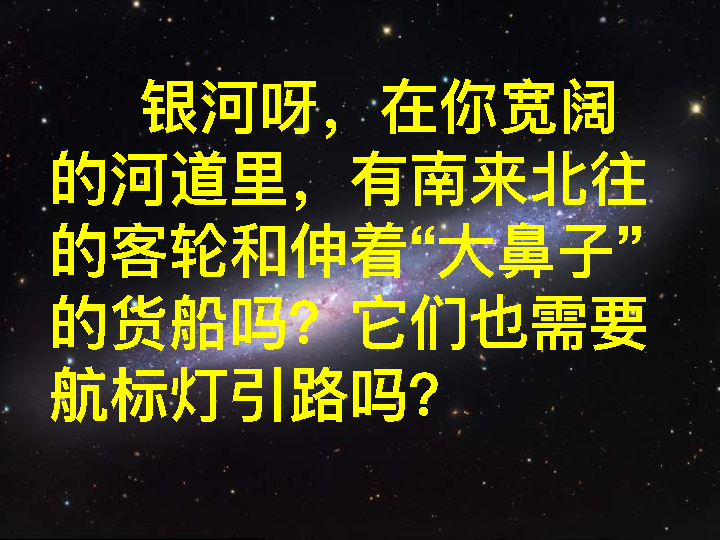 银河呀，在你宽阔
的河道里，有南来北往
的客轮和伸着“大鼻子”
的货船吗？它们也需要
航标灯引路吗？